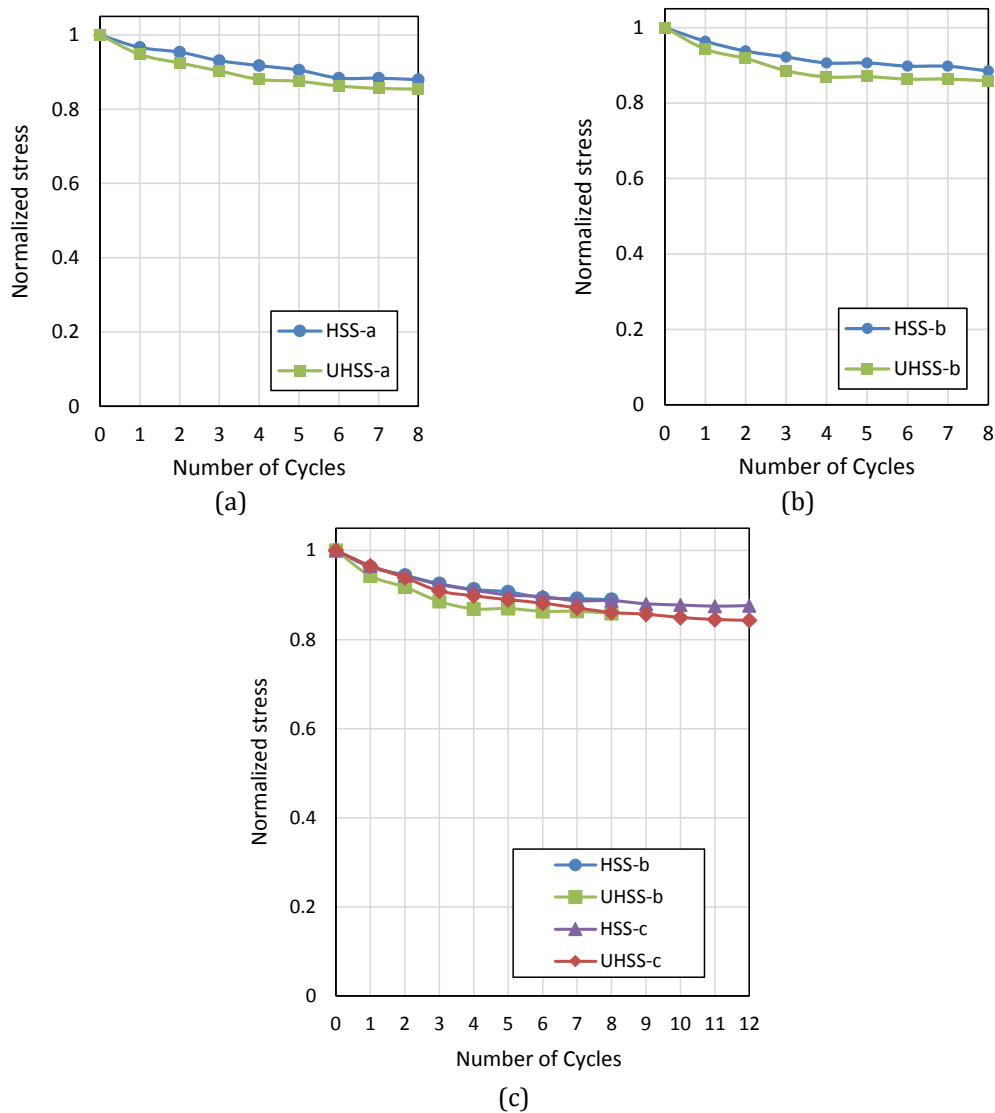 Normalized stress
1
0.8
0.6
0.4
0.2
0
HSS-a
UHSS-a
0 1 2 3 4 5 6 7 8
Number of Cycles
(a)
Normalized stress
1
0.8
0.6
0.4
0.2
0
HSS-b
UHSS-b
0 1 2 3 4 5 6 7 8
Number of Cycles
(b)
Normalized stress
1
0.8
0.6
0.4
0.2
0
HSS-b
UHSS-b
HSS-c
UHSS-c
0 1 2 3 4 5 6 7 8 9 10 11 12
Number of Cycles
(c)